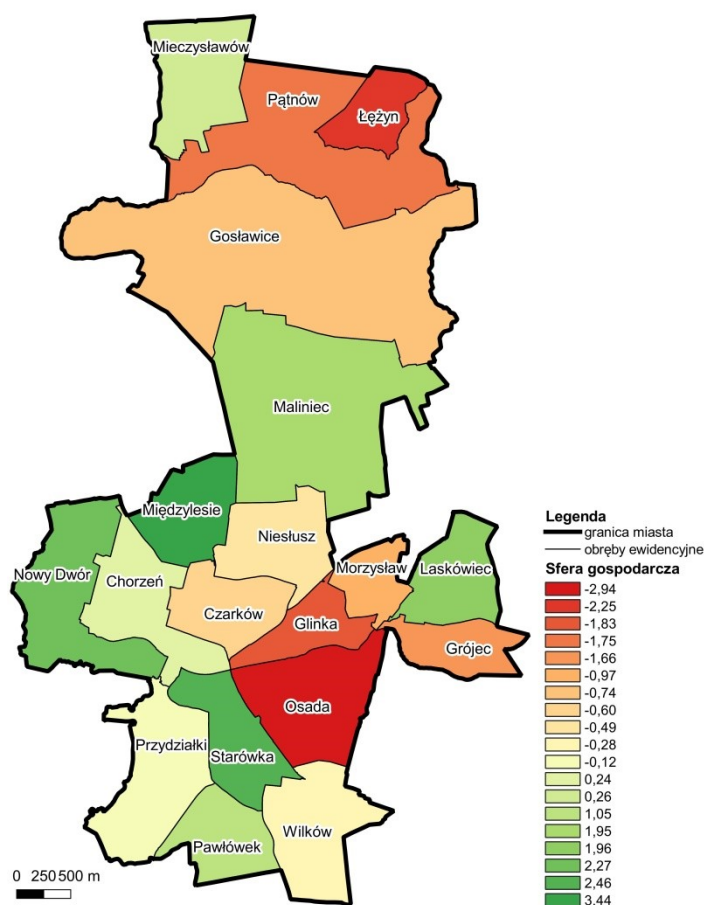 Mieczysławów
Pątnów
Łężyn
Gosławice
Maliniec
Międzylesie
Niesłusz
Morzysław
Laskówiec
Nowy Dwór
Chorzeń
Czarków
Glinka
Grójec
Osada
Przydziałki
Starówka
Wilków
Pawłówek
0 250 500 m
Legenda
granica miasta
obręby ewidencyjne
Sfera gospodarcza
-2,94
-2,25
-1,83
-1,75
-1,66
-0,97
-0,74
-0,60
-0,49
-0,28
-0,12
0,24
0,26
1,05
1,95
1,96
2,27
2,46
3,44